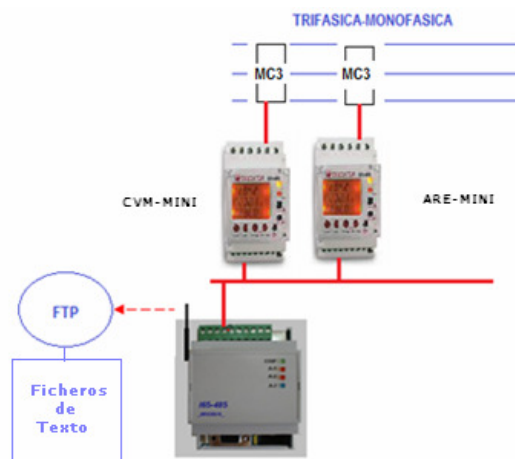 TRIFASICA-MONOFASICA
MC3
MC3
CVM-MINI
ARE-MINI
FTP
Ficheros
de
Texto